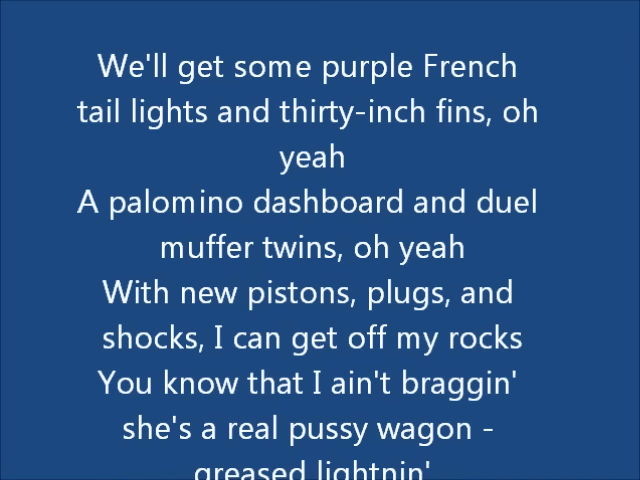 We'll get some purple French
tail lights and thirty-inch fins, oh
yeah
A palomino dashboard and duel
muffer twins, oh yeah
With new pistons, plugs, and
shocks, I can get off my rocks
You know that I ain't braggin'
she's a real pussy wagon -
greased lightnin'